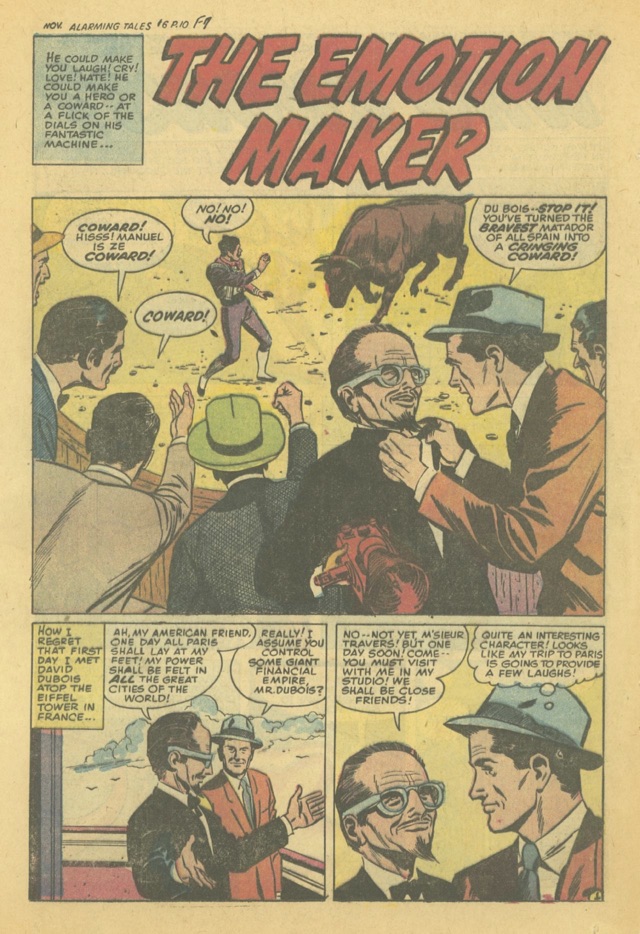 NOV. ALARMING TALES #6 P.10 F-9
HE COULD MAKE
YOU LAUGH! CRY!
LOVE! HATE! HE
COULD MAKE
YOU A HERO OR
A COWARD -- AT
A FLICK OF THE
DIALS ON HIS
FANTASTIC
MACHINE...
THE EMOTION
MAKER
COWARD!
HISSS! MANUEL
IS ZE
COWARD!
NO! NO!
NO!
COWARD!
DU BOIS--STOP IT!
YOU'VE TURNED THE
BRAVEST MATADOR
OF ALL SPAIN INTO
A CRINGING
COWARD!
HOW I
REGRET
THAT FIRST
DAY I MET
DAVID
DUBOIS
ATOP THE
EIFFEL
TOWER IN
FRANCE...
AH, MY AMERICAN FRIEND,
ONE DAY ALL PARIS
SHALL LAY AT MY
FEET! MY POWER
SHALL BE FELT IN
ALL THE GREAT
CITIES OF THE
WORLD!
REALLY! I
ASSUME YOU
CONTROL
SOME GIANT
FINANCIAL
EMPIRE,
MR. DUBOIS?
NO--NOT YET, M'SIEUR
TRAVERS! BUT ONE
DAY SOON! COME--
YOU MUST VISIT
WITH ME IN MY
STUDIO! WE
SHALL BE CLOSE
FRIENDS!
QUITE AN INTERESTING
CHARACTER! LOOKS
LIKE MY TRIP TO PARIS
IS GOING TO PROVIDE
A FEW LAUGHS!